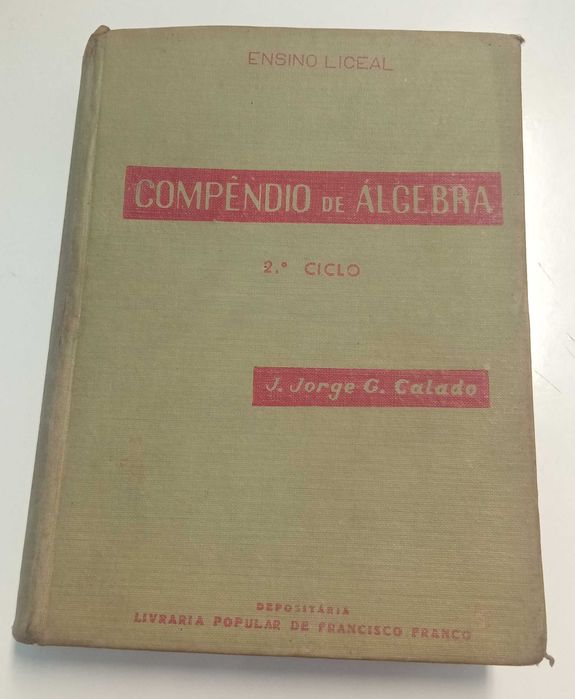 ENSINO LICEAL
COMPÊNDIO DE ÁLGEBRA
2.º CICLO
J. Jorge G. Calado
DEPOSITÁRIA
LIVRARIA POPULAR DE FRANCISCO FRANCO